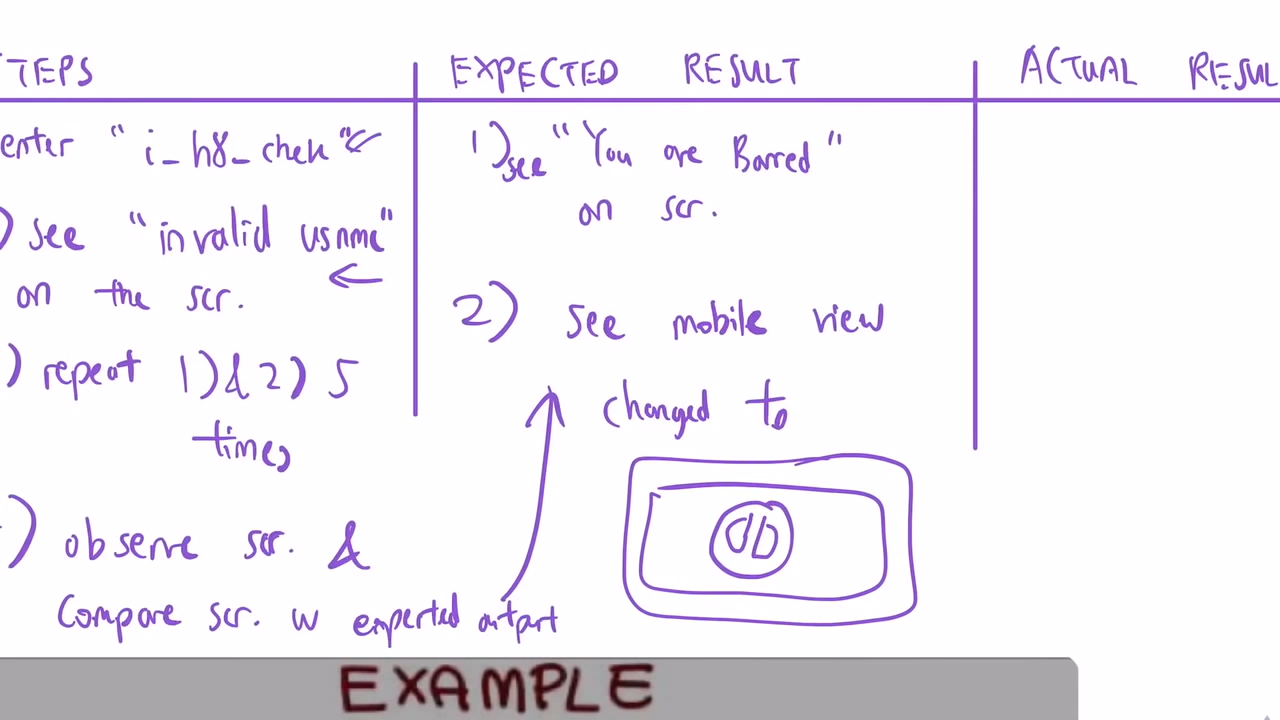 TEPS
EXPECTED RESULT
ACTUAL RESUL
enter "i_h8_chek"
) see "invalid usnme"
on the scr.
) repeat 1) & 2) 5
times
) observe scr. &
Compare scr. w expected output
1) see "You are Barred"
on scr.
2) see mobile view
changed to
EXAMPLE